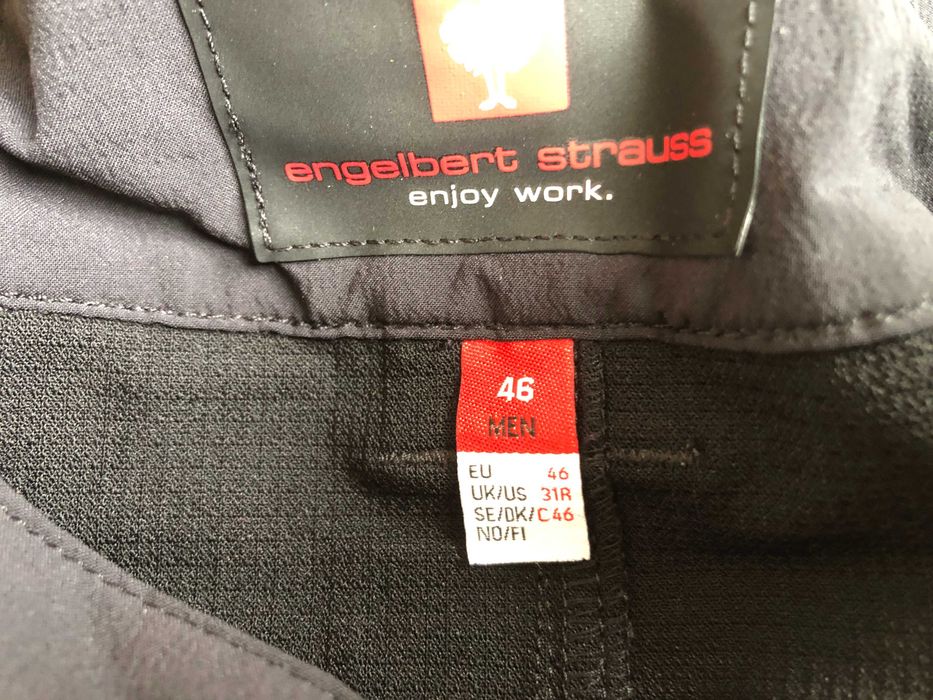 engelbert strauss
enjoy work.
46
MEN
EU 46
UK/US 31R
SE/DK/ C46
NO/FI